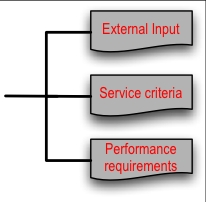 External Input
Service criteria
Performance
requirements